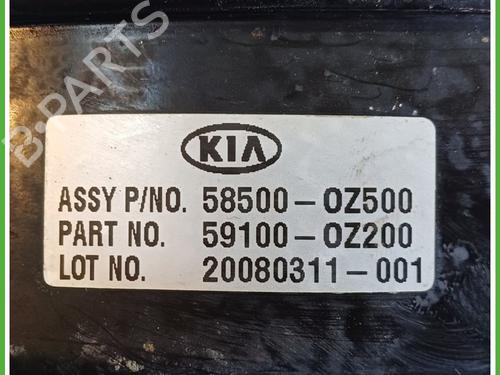 B-PARTS
KIA
ASSY P/NO. 58500-OZ500
PART NO. 59100-OZ200
LOT NO. 20080311-001